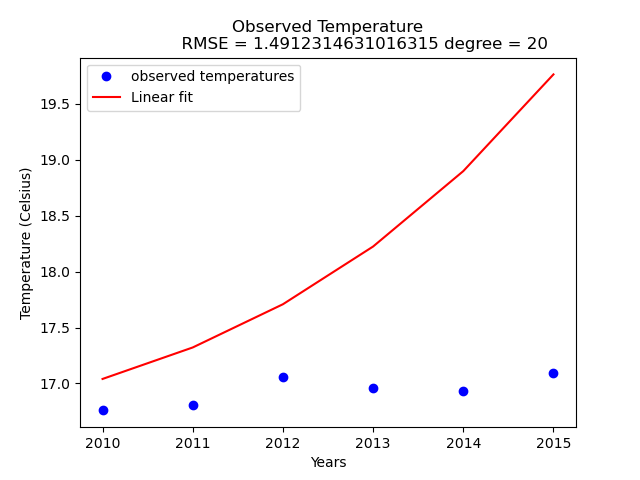 Observed Temperature
RMSE = 1.4912314631016315 degree = 20
observed temperatures
Linear fit
Temperature (Celsius)
19.5
19.0
18.5
18.0
17.5
17.0
2010 2011 2012 2013 2014 2015
Years